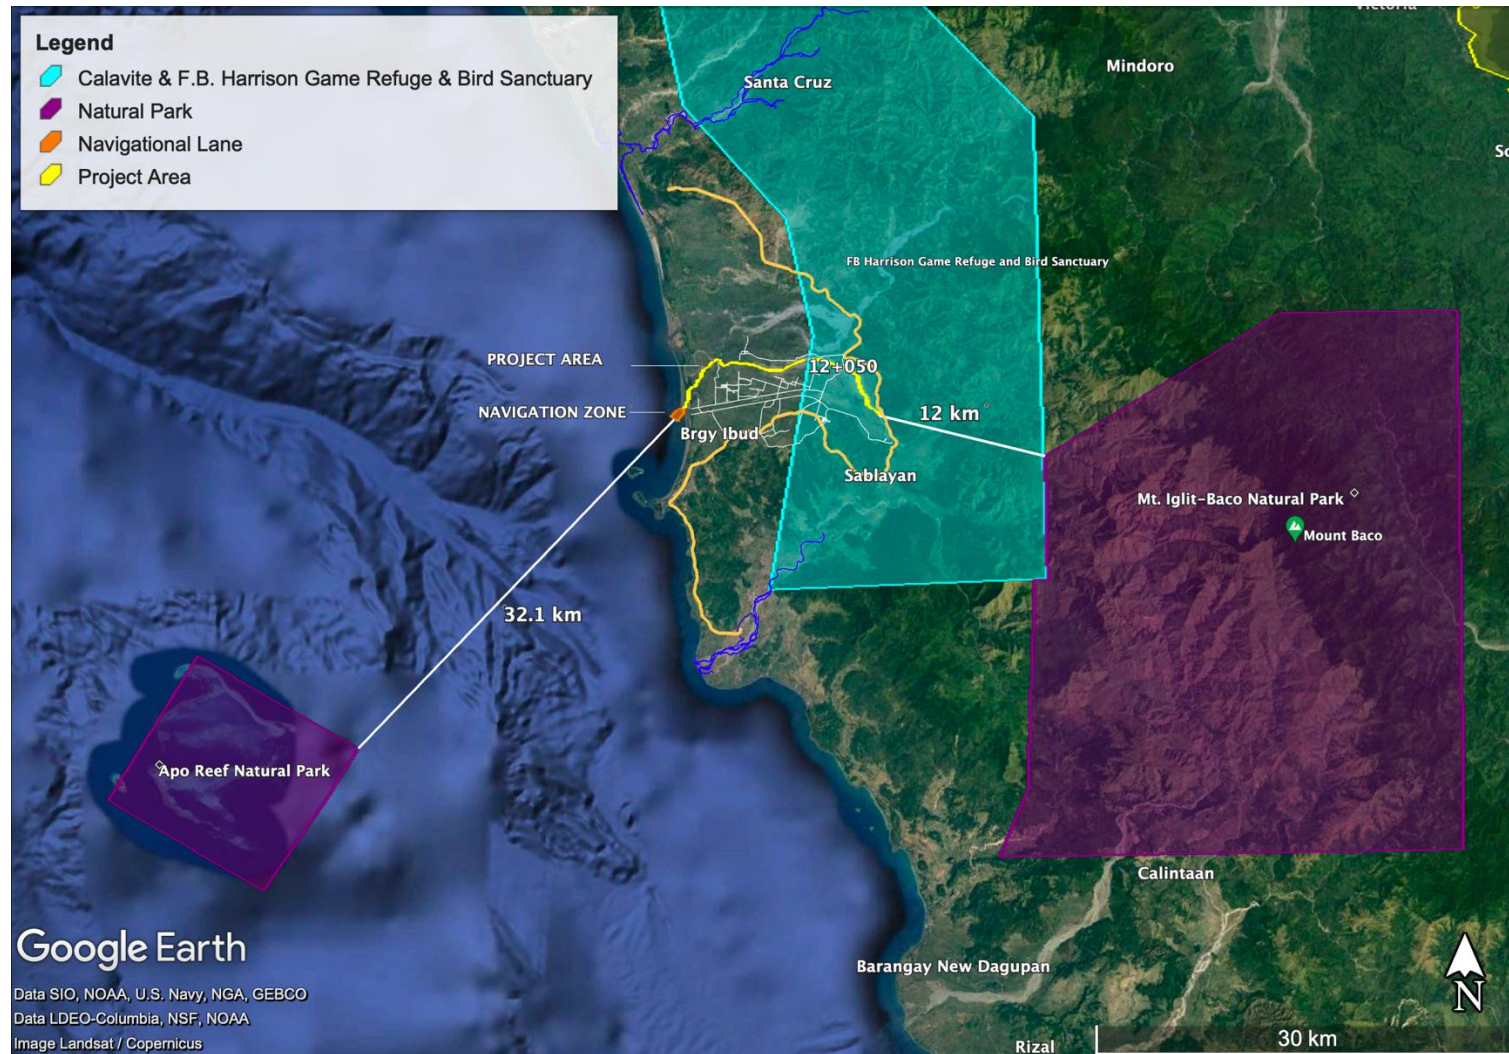 Legend
Calavite & F.B. Harrison Game Refuge & Bird Sanctuary
Natural Park
Navigational Lane
Project Area
Mindoro
Santa Cruz
FB Harrison Game Refuge and Bird Sanctuary
PROJECT AREA
12+050
NAVIGATION ZONE
12 km
Brgy Ibud
Sablayan
Mt. Iglit-Baco Natural Park
Mount Baco
32.1 km
Apo Reef Natural Park
Calintaan
Google Earth
Barangay New Dagupan
N
Data SIO, NOAA, U.S. Navy, NGA, GEBCO
Data LDEO-Columbia, NSF, NOAA
Image Landsat / Copernicus
Rizal
30 km